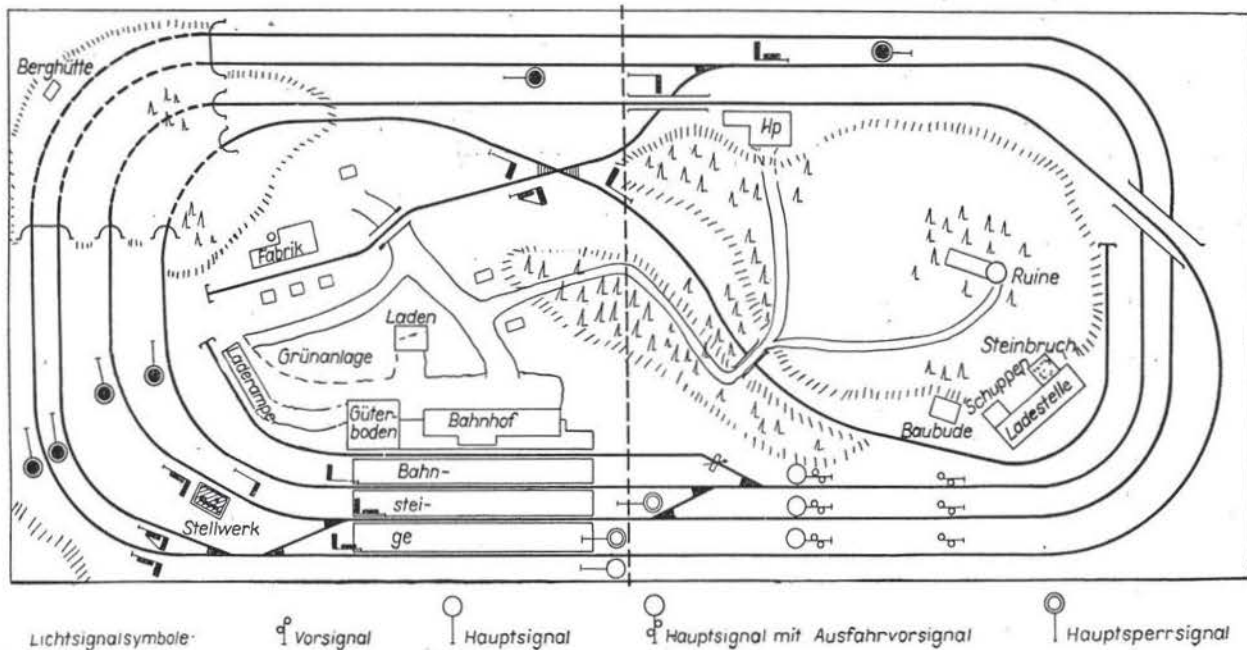 Berghütte
Hp
Fabrik
Ruine
Laden
Grünanlage
Steinbruch
Laderampe
Schuppen
Ladestelle
Güter-
boden
Bahnhof
Baubude
Bahn-
stei-
ge
Stellwerk
Lichtsignalsymbole- Vorsignal Hauptsignal Hauptsignal mit Ausfahrvorsignal Hauptsperrsignal